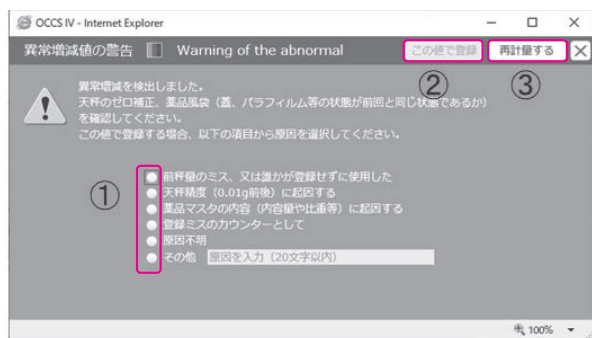 OCCS IV - Internet Explorer
異常増減値の警告 Warning of the abnormal この値で登録 再計量する
② ③
異常増減を検出しました。
天秤のゼロ補正、薬品風袋（蓋、パラフィルム等の状態が前回と同じ状態であるか）
を確認してください。
この値で登録する場合、以下の項目から原因を選択してください。
①
前秤量のミス、又は誰かが登録せずに使用した
天秤精度（0.01g前後）に起因する
薬品マスタの内容（内容量や比重等）に起因する
登録ミスのカウンターとして
原因不明
その他 原因を入力（20文字以内）
100%